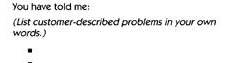 You have told me:
(List customer-described problems in your own
words.)